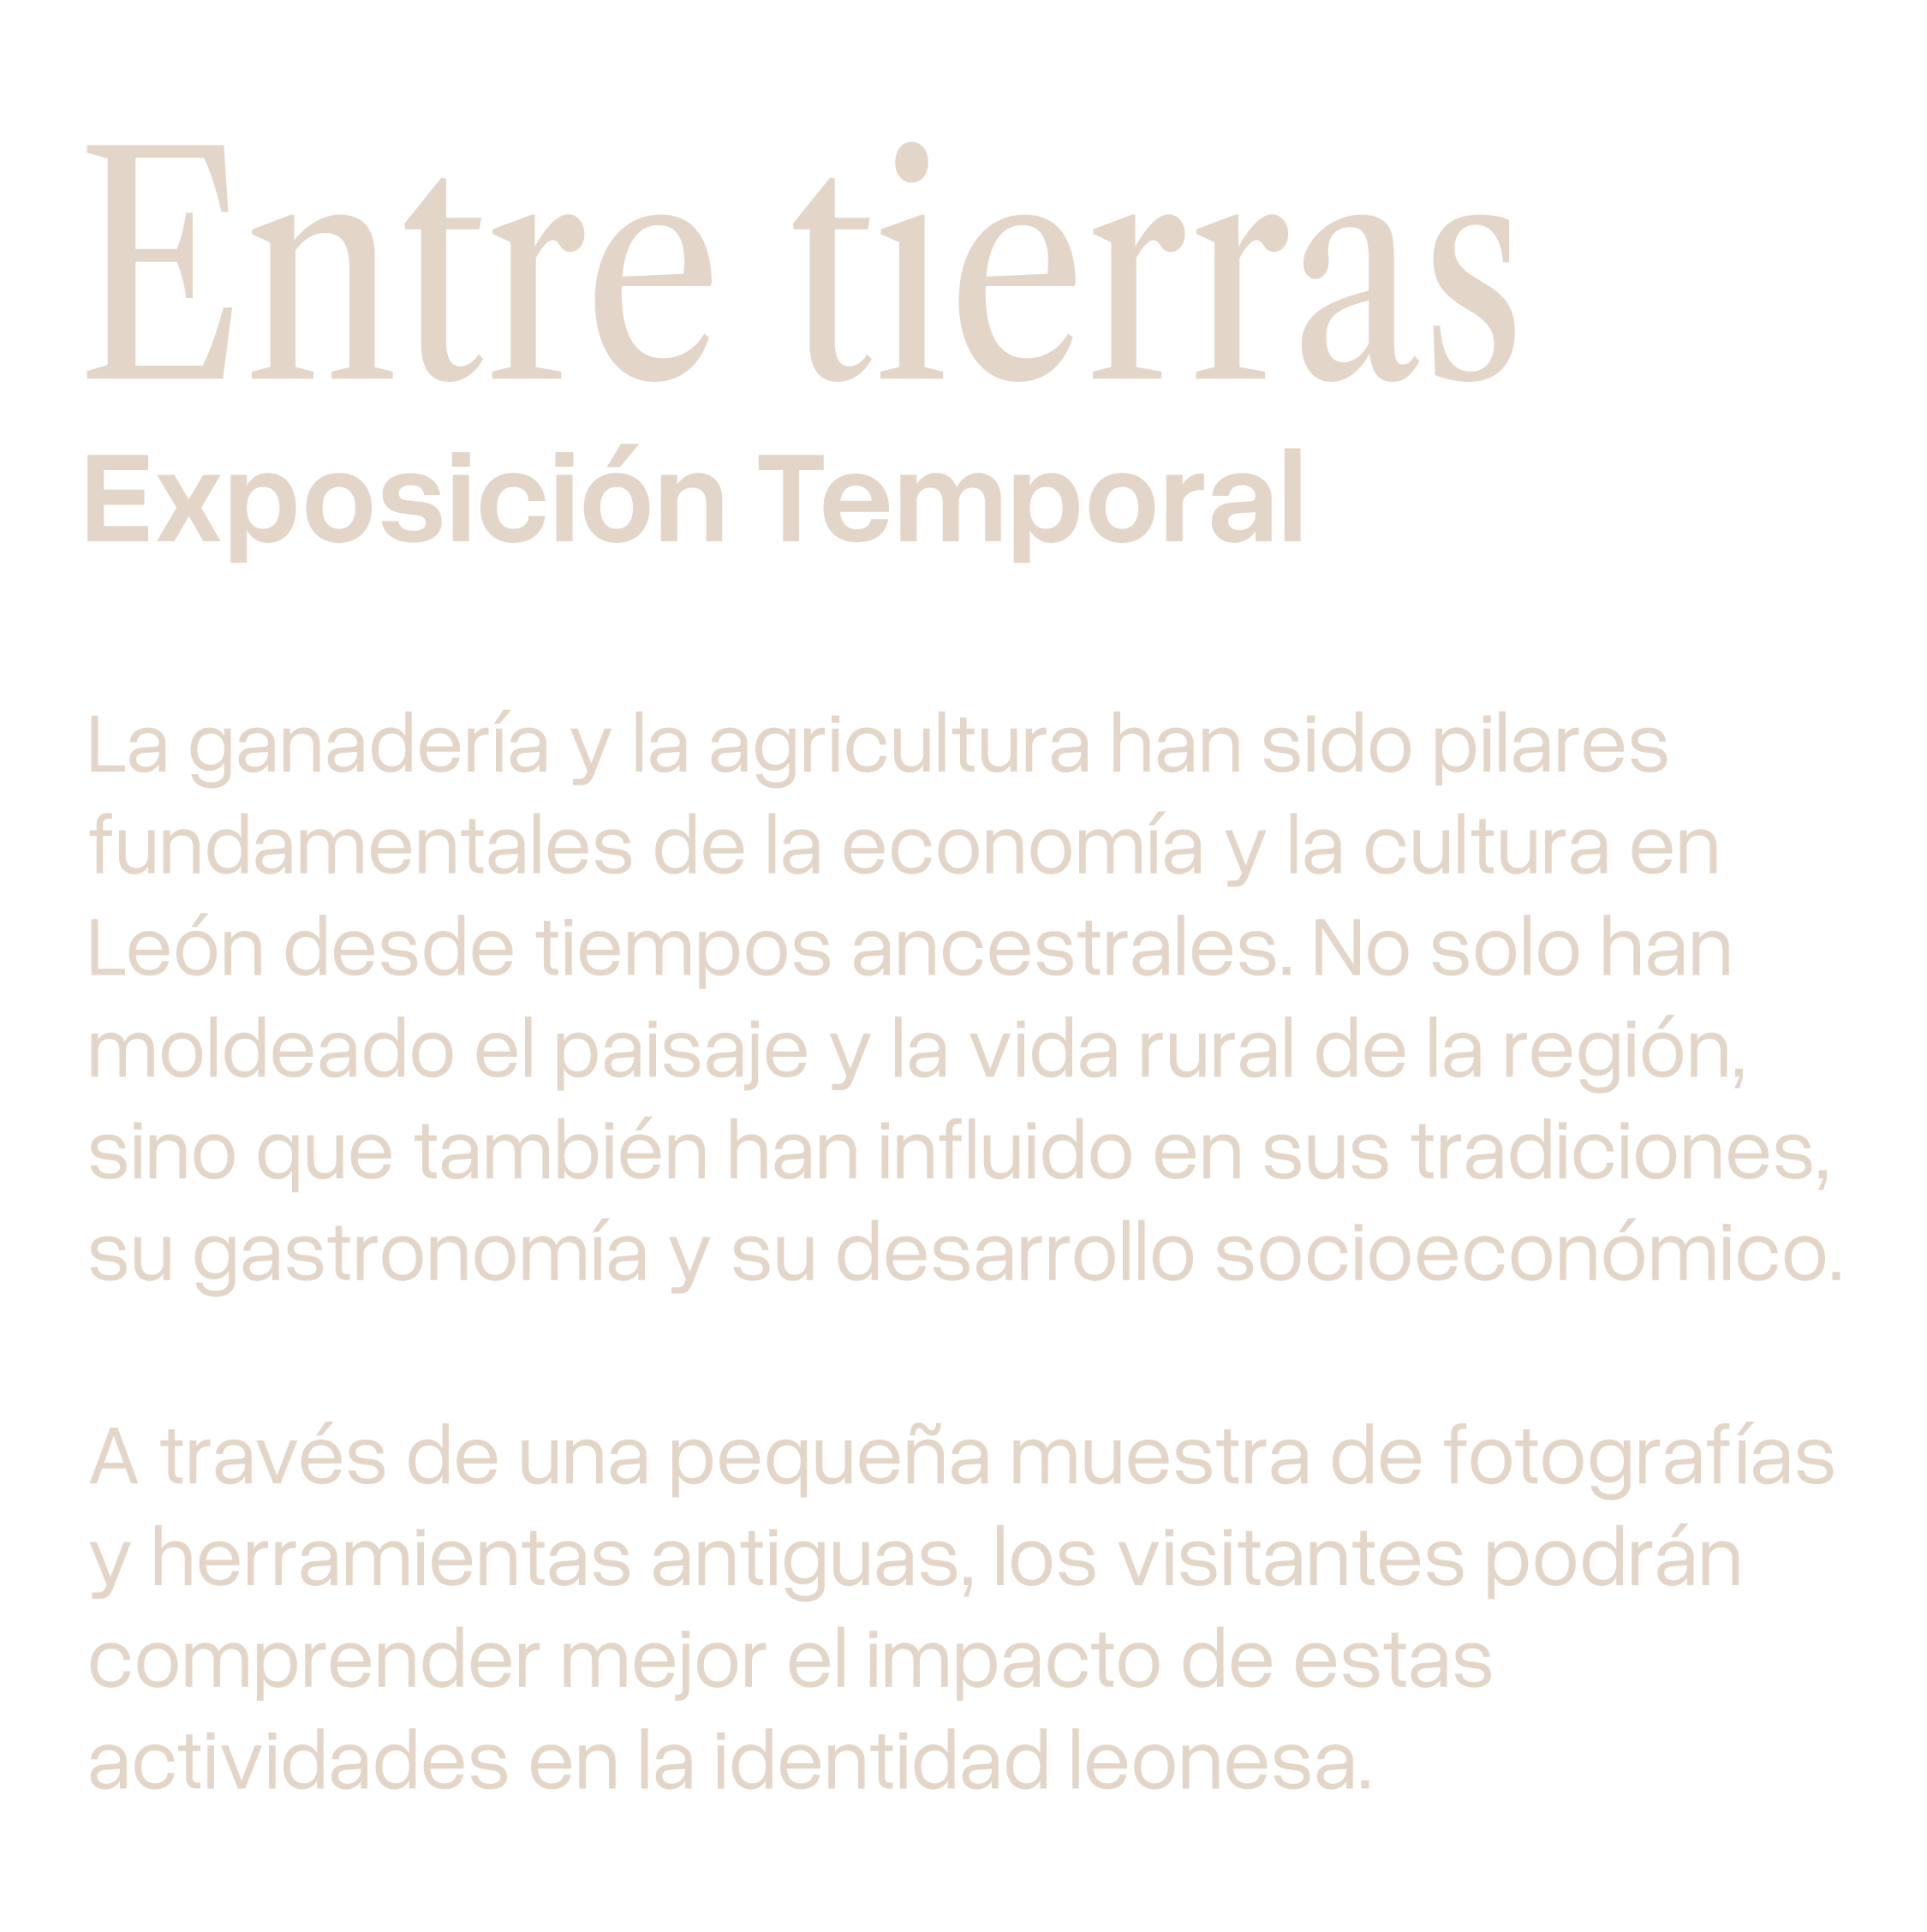 Entre tierras
Exposición Temporal
La ganadería y la agricultura han sido pilares
fundamentales de la economía y la cultura en
León desde tiempos ancestrales. No solo han
moldeado el paisaje y la vida rural de la región,
sino que también han influido en sus tradiciones,
su gastronomía y su desarrollo socioeconómico.
A través de una pequeña muestra de fotografías
y herramientas antiguas, los visitantes podrán
comprender mejor el impacto de estas
actividades en la identidad leonesa.